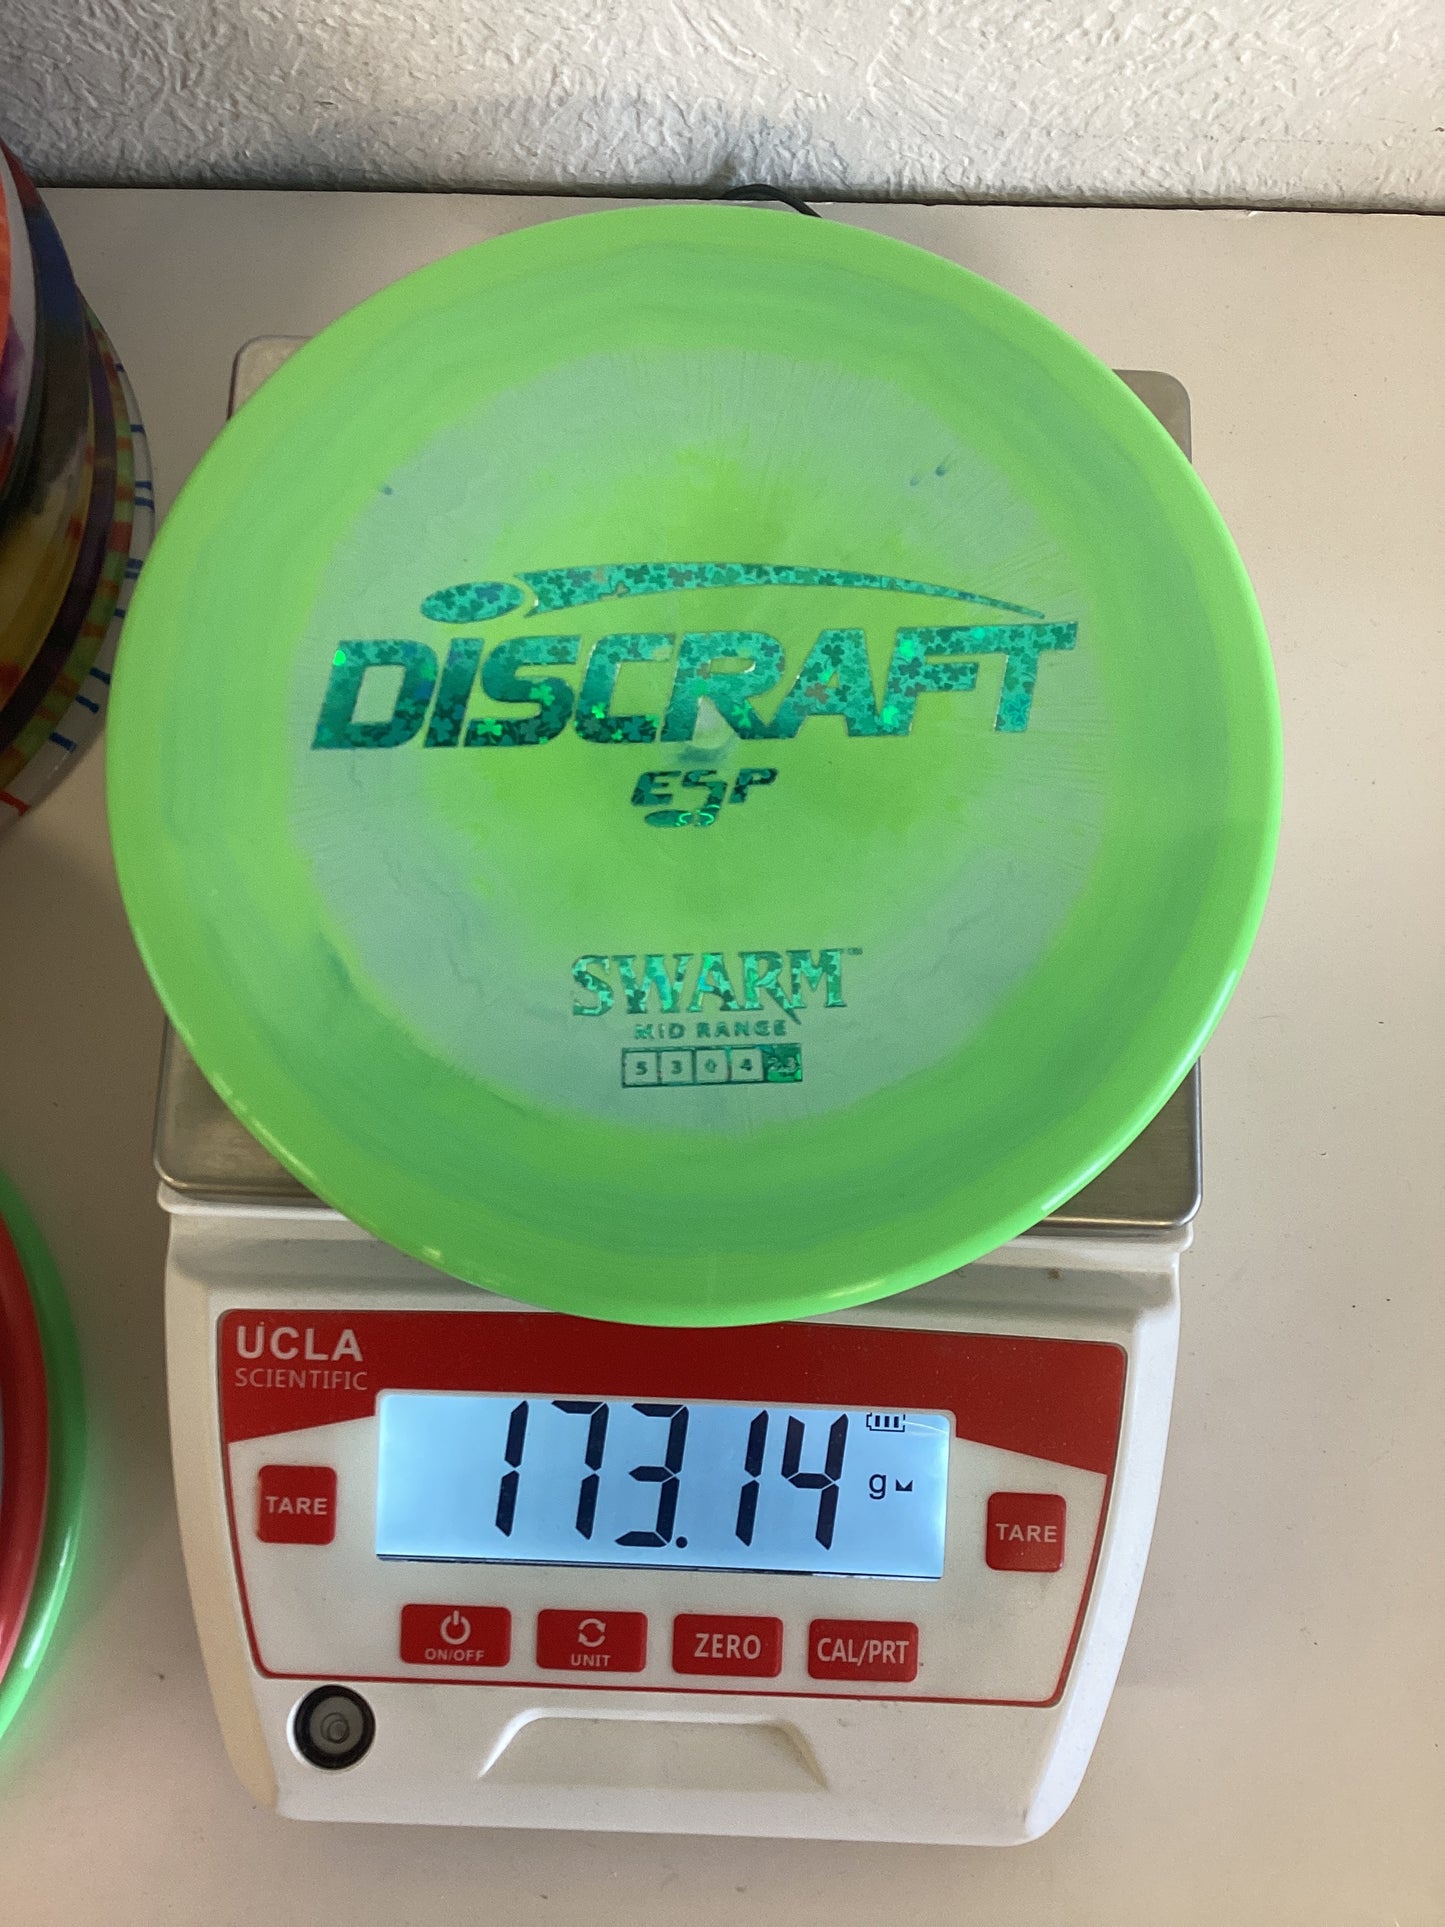 DISCRAFT
ESP
SWARM™
MID RANGE
5 3 0 4
UCLA
SCIENTIFIC
173.14 g
TARE
TARE
ON/OFF UNIT ZERO CAL/PRT